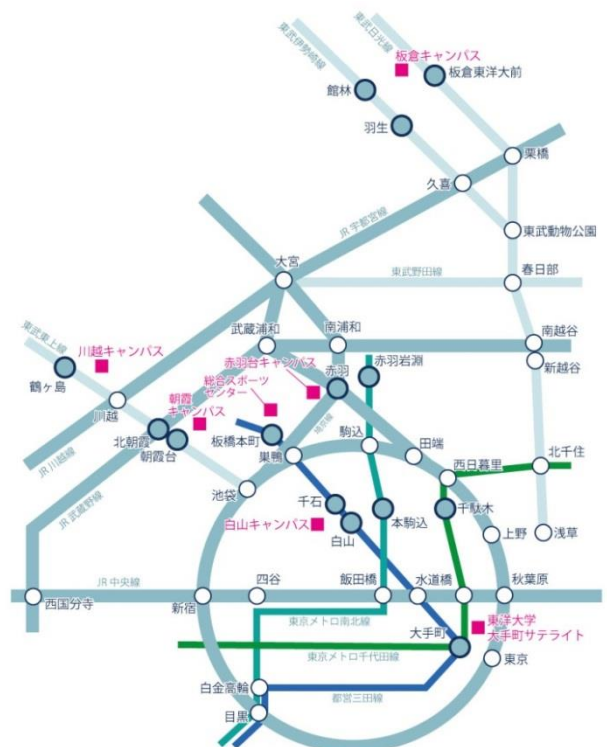 東武伊勢崎線
東武日光線
板倉キャンパス
板倉東洋大前
館林
羽生
栗橋
久喜
JR 宇都宮線
東武動物公園
大宮
春日部
東武野田線
武蔵浦和
南浦和
南越谷
新越谷
東武東上線
川越キャンパス
鶴ヶ島
赤羽台キャンパス
赤羽
赤羽岩淵
総合スポーツ
センター
朝霞
キャンパス
川越
北朝霞
朝霞台
板橋本町
埼京線
巣鴨
駒込
田端
西日暮里
北千住
JR 川越線
JR 武蔵野線
池袋
千石
白山キャンパス
白山
本駒込
千駄木
上野
浅草
JR 中央線
西国分寺
新宿
四谷
飯田橋
水道橋
秋葉原
東京メトロ南北線
大手町
東洋大学
大手町サテライト
東京メトロ千代田線
東京
白金高輪
都営三田線
目黒